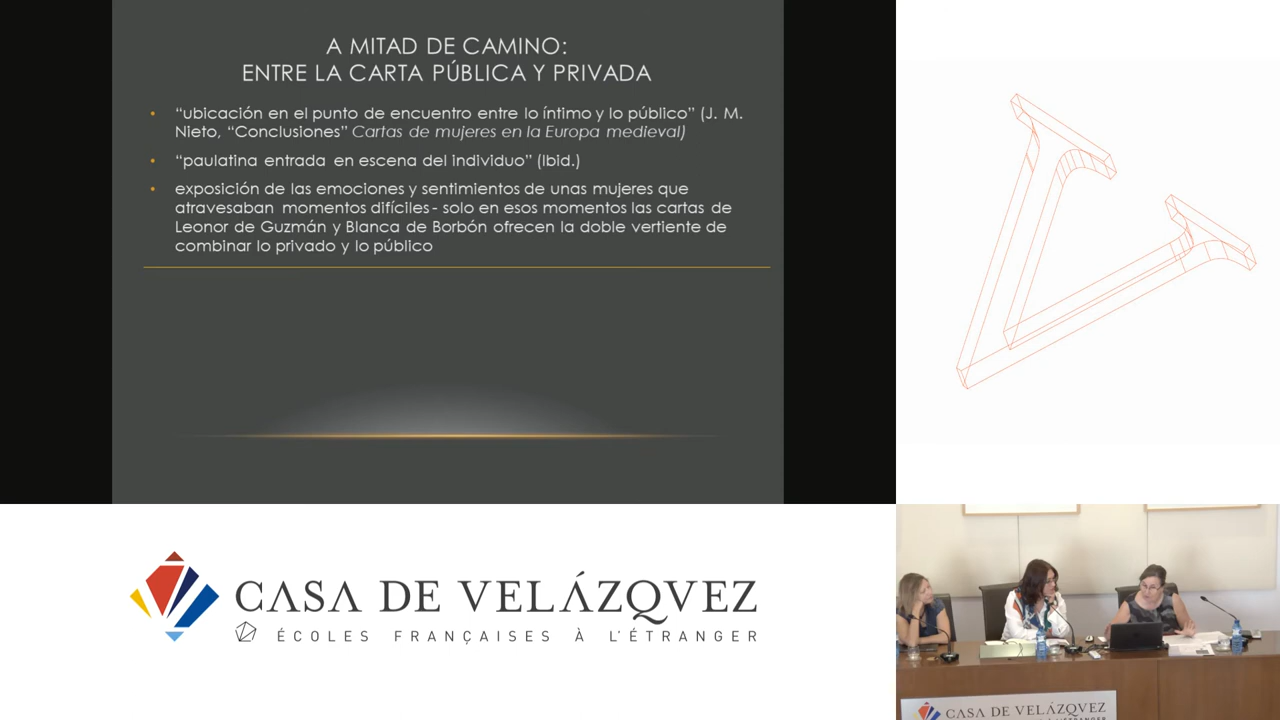 A MITAD DE CAMINO:
ENTRE LA CARTA PÚBLICA Y PRIVADA
• “ubicación en el punto de encuentro entre lo íntimo y lo público” (J. M.
Nieto, “Conclusiones” Cartas de mujeres en la Europa medieval)
• “paulatina entrada en escena del individuo” (Ibid.)
• exposición de las emociones y sentimientos de unas mujeres que
atravesaban momentos difíciles - solo en esos momentos las cartas de
Leonor de Guzmán y Blanca de Borbón ofrecen la doble vertiente de
combinar lo privado y lo público
CASA DE VELÁZQVEZ
ÉCOLES FRANÇAISES À L'ÉTRANGER
CASA DE VELÁZQVEZ